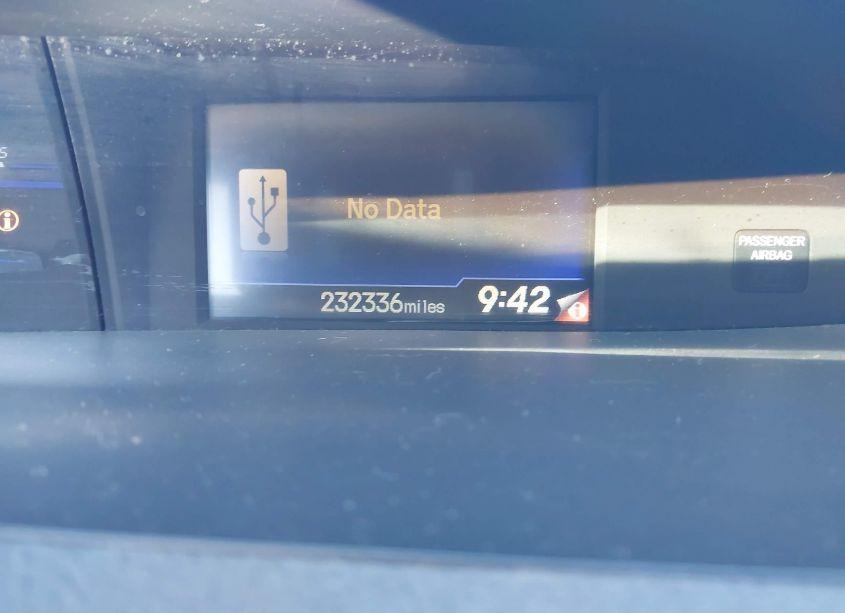 No Data
232336miles 9:42
PASSENGER
AIRBAG